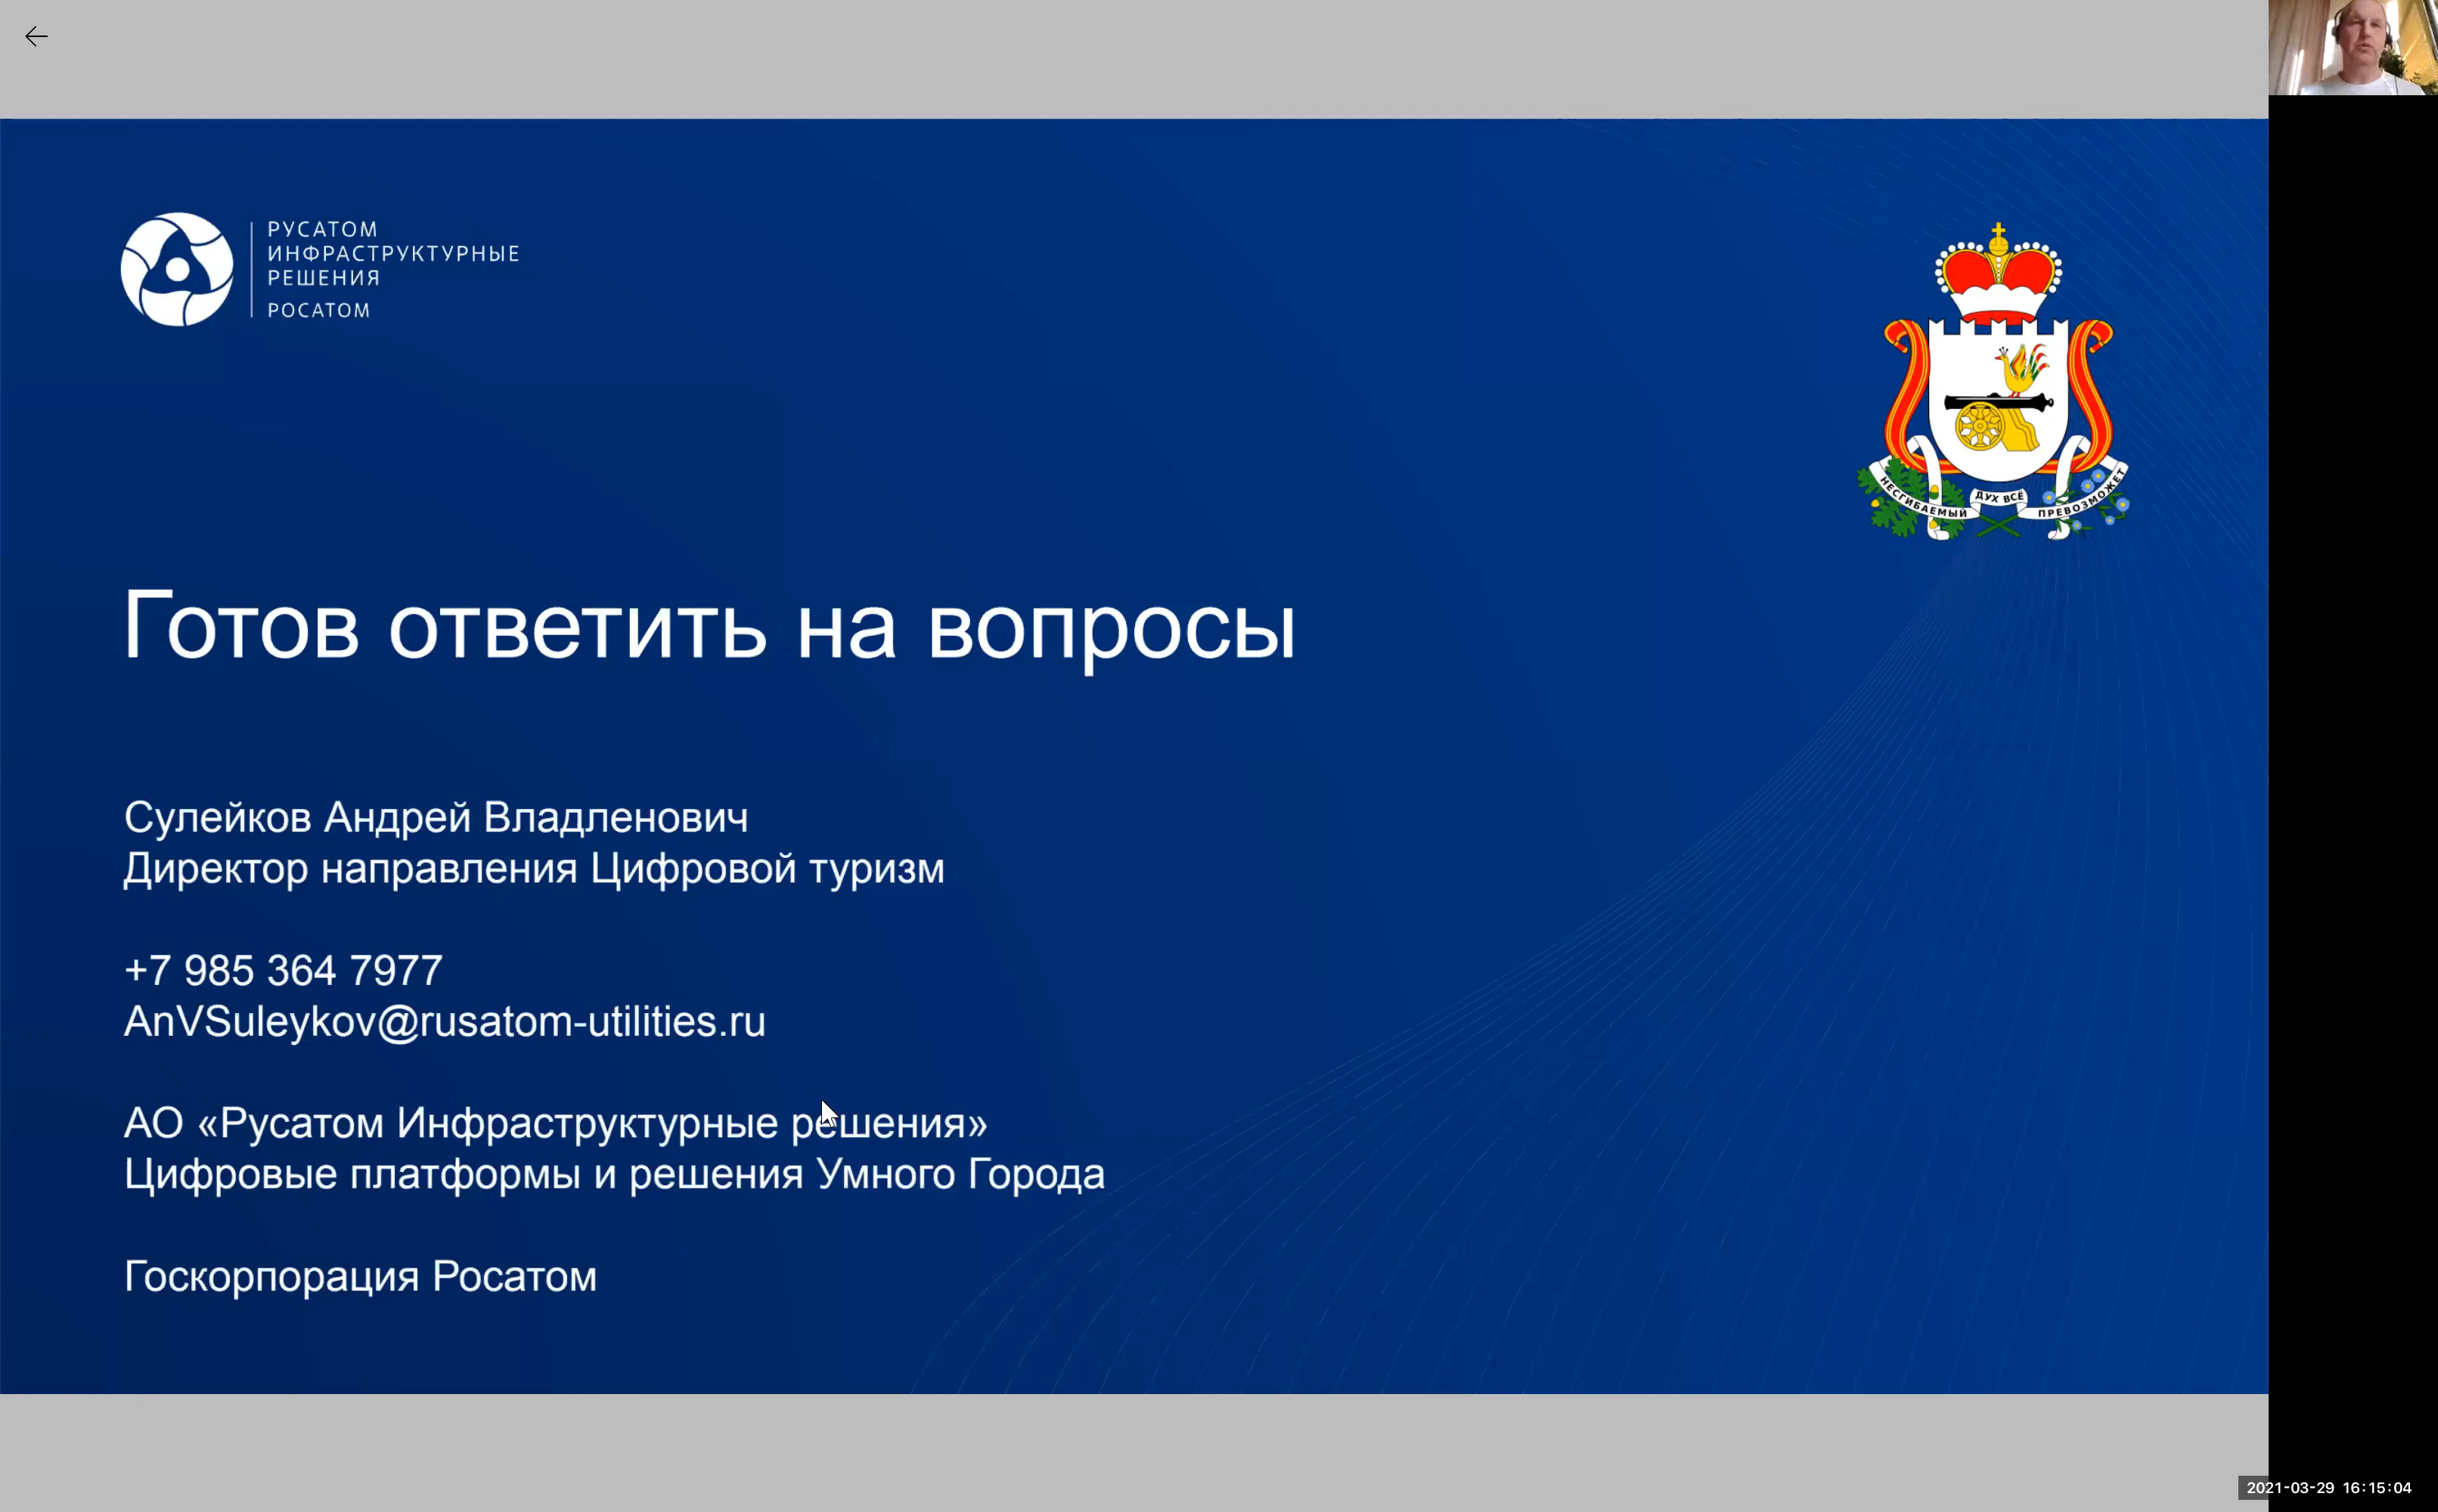 РУСАТОМ
ИНФРАСТРУКТУРНЫЕ
РЕШЕНИЯ
РОСАТОМ
НЕСГИБАЕМЫЙ ДУХ ВСЁ ПРЕВОЗМОЖЕТ
Готов ответить на вопросы
Сулейков Андрей Владленович
Директор направления Цифровой туризм
+7 985 364 7977
AnVSuleykov@rusatom-utilities.ru
АО «Русатом Инфраструктурные решения»
Цифровые платформы и решения Умного Города
Госкорпорация Росатом
2021-03-29 16:15:04